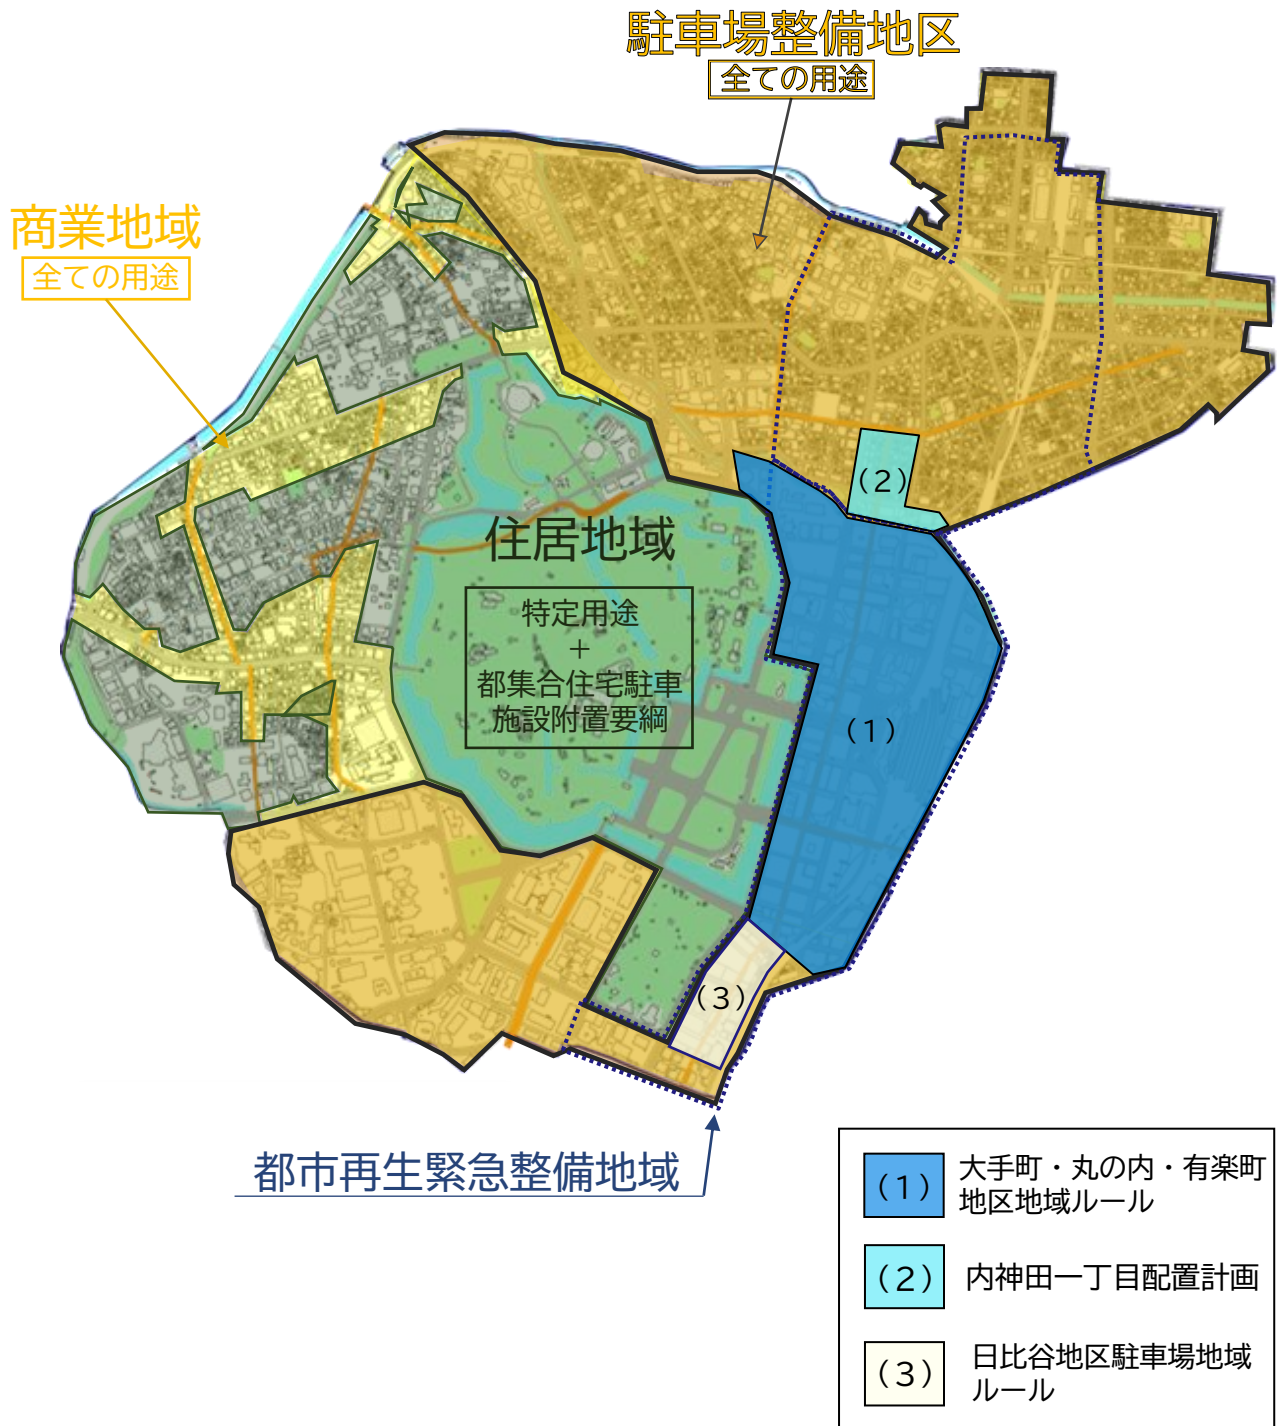 駐車場整備地区
全ての用途
商業地域
全ての用途
(2)
住居地域
特定用途
+
都集合住宅駐車
施設附置要綱
(1)
(3)
都市再生緊急整備地域
(1) 大手町・丸の内・有楽町
地区地域ルール
(2) 内神田一丁目配置計画
(3) 日比谷地区駐車場地域
ルール